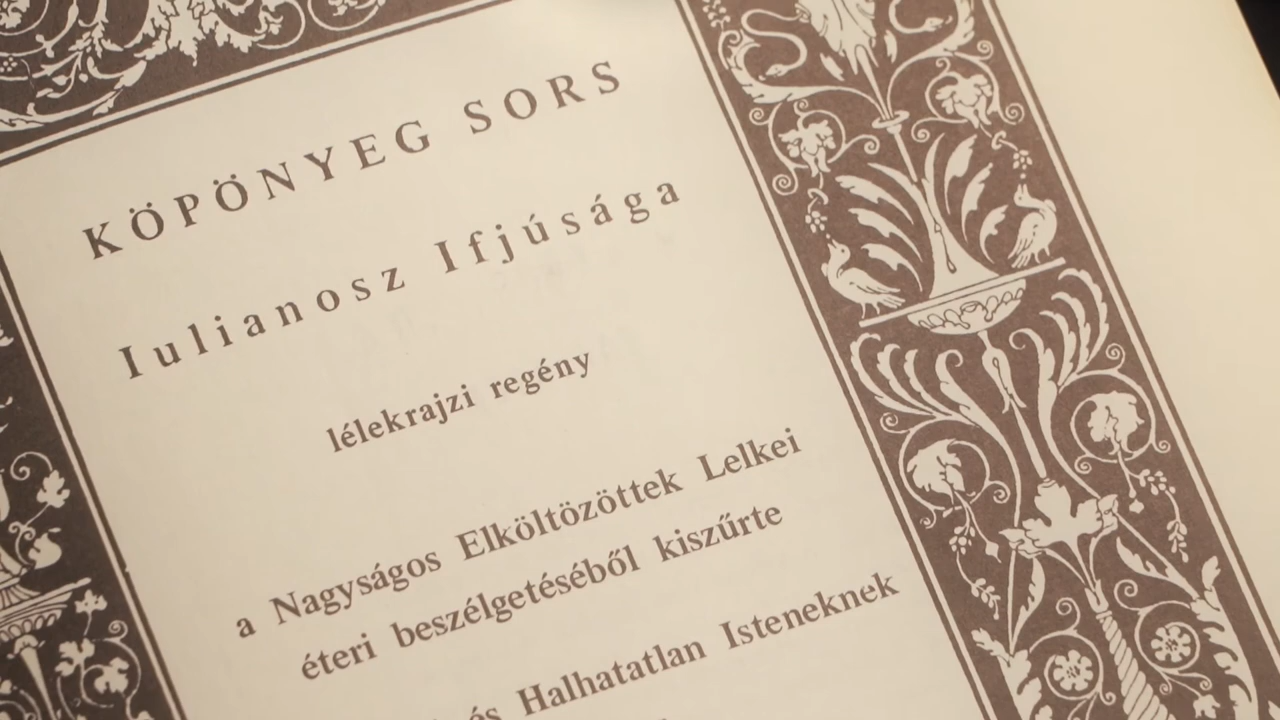 KÖPÖNYEG SORS
Iulianosz Ifjúsága
lélekrajzi regény
a Nagyságos Elköltözöttek Lelkei
éteri beszélgetéséből kiszűrte
és Halhatatlan Isteneknek